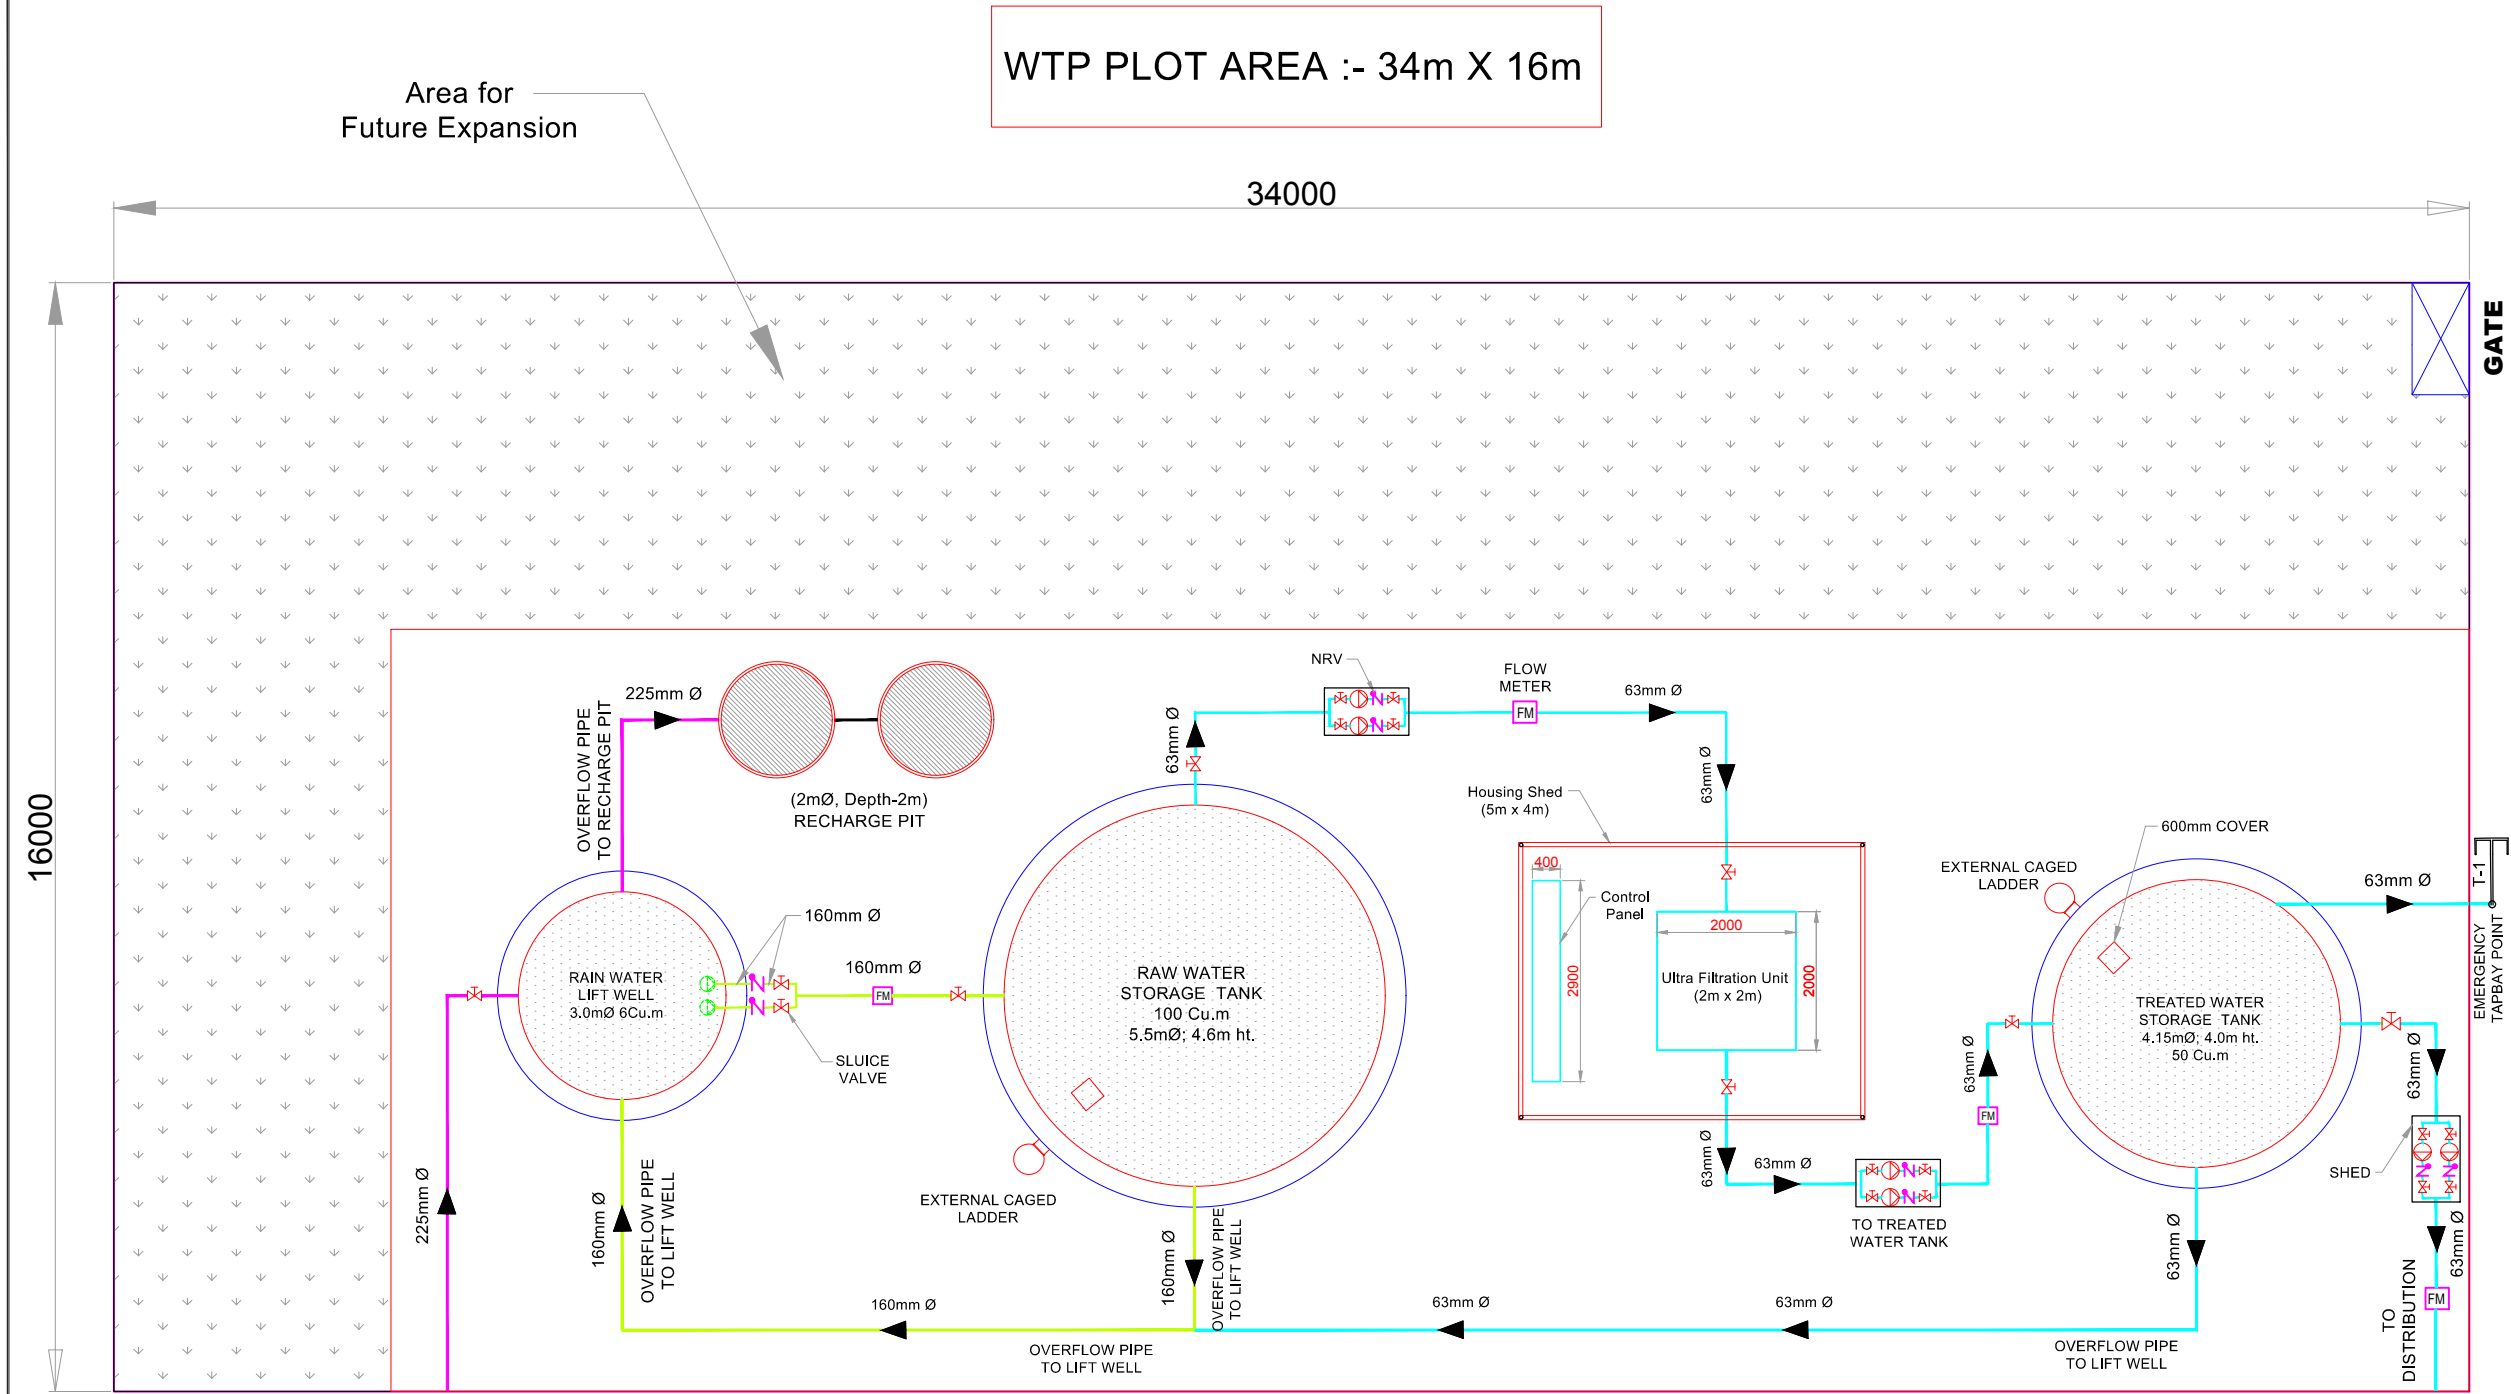 WTP PLOT AREA :- 34m X 16m
Area for
Future Expansion
34000
16000
GATE
225mm Ø
OVERFLOW PIPE
TO RECHARGE PIT
(2mØ, Depth-2m)
RECHARGE PIT
NRV
FLOW
METER
FM
63mm Ø
63mm Ø
63mm Ø
Housing Shed
(5m x 4m)
400
2900
Control
Panel
2000
2000
Ultra Filtration Unit
(2m x 2m)
600mm COVER
EXTERNAL CAGED
LADDER
63mm Ø
T-1
EMERGENCY
TAPBAY POINT
RAIN WATER
LIFT WELL
3.0mØ 6Cu.m
160mm Ø
160mm Ø
FM
SLUICE
VALVE
RAW WATER
STORAGE TANK
100 Cu.m
5.5mØ; 4.6m ht.
TREATED WATER
STORAGE TANK
4.15mØ; 4.0m ht.
50 Cu.m
63mm Ø
FM
63mm Ø
SHED
225mm Ø
160mm Ø
OVERFLOW PIPE
TO LIFT WELL
EXTERNAL CAGED
LADDER
160mm Ø
OVERFLOW PIPE
TO LIFT WELL
63mm Ø
63mm Ø
TO TREATED
WATER TANK
63mm Ø
63mm Ø
FM
TO
DISTRIBUTION
160mm Ø
63mm Ø
63mm Ø
OVERFLOW PIPE
TO LIFT WELL
OVERFLOW PIPE
TO LIFT WELL